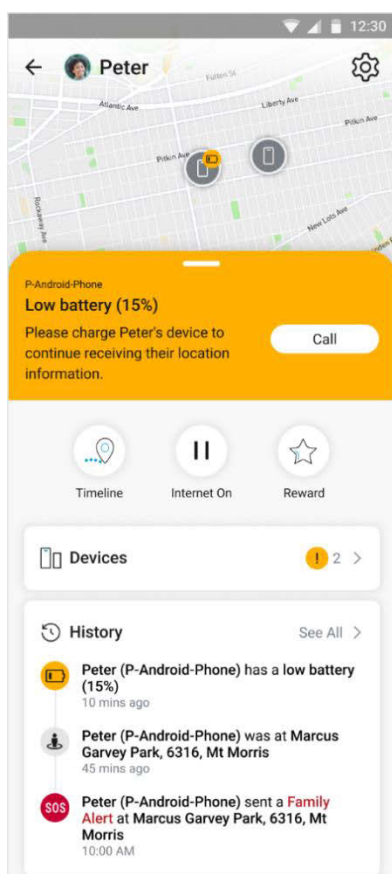 12:30
Peter
Fulton St
Atlantic Ave
Liberty Ave
Pitkin Ave
Pitkin Ave
Rockaway Ave
New Lots Ave
P-Android-Phone
Low battery (15%)
Please charge Peter's device to
continue receiving their location
information.
Call
Timeline
Internet On
Reward
Devices
! 2
History
See All
Peter (P-Android-Phone) has a low battery
(15%)
10 mins ago
Peter (P-Android-Phone) was at Marcus
Garvey Park, 6316, Mt Morris
45 mins ago
SOS
Peter (P-Android-Phone) sent a Family
Alert at Marcus Garvey Park, 6316, Mt
Morris
10:00 AM